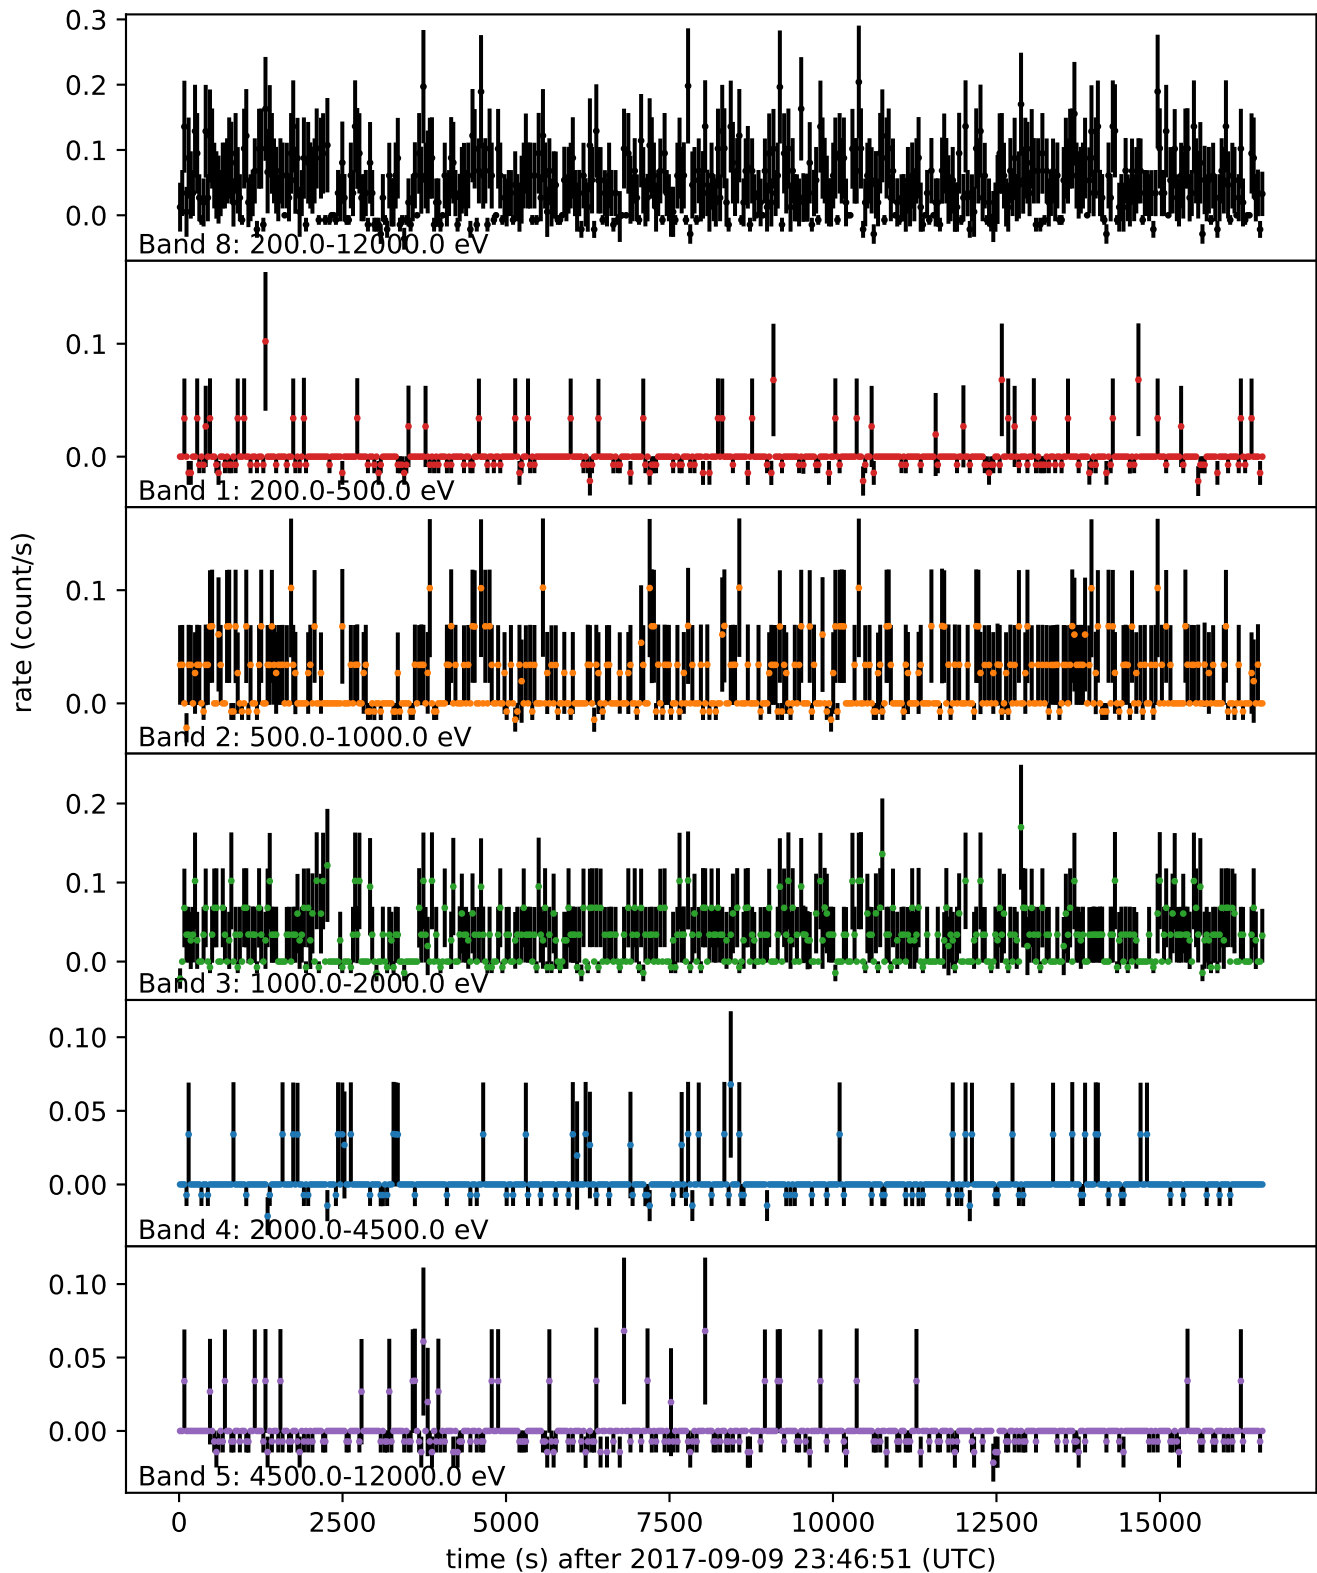 0.3
0.2
0.1
0.0
Band 8: 200.0-12000.0 eV
0.1
0.0
Band 1: 200.0-500.0 eV
rate (count/s)
0.1
0.0
Band 2: 500.0-1000.0 eV
0.2
0.1
0.0
Band 3: 1000.0-2000.0 eV
0.10
0.05
0.00
Band 4: 2000.0-4500.0 eV
0.10
0.05
0.00
Band 5: 4500.0-12000.0 eV
0 2500 5000 7500 10000 12500 15000
time (s) after 2017-09-09 23:46:51 (UTC)